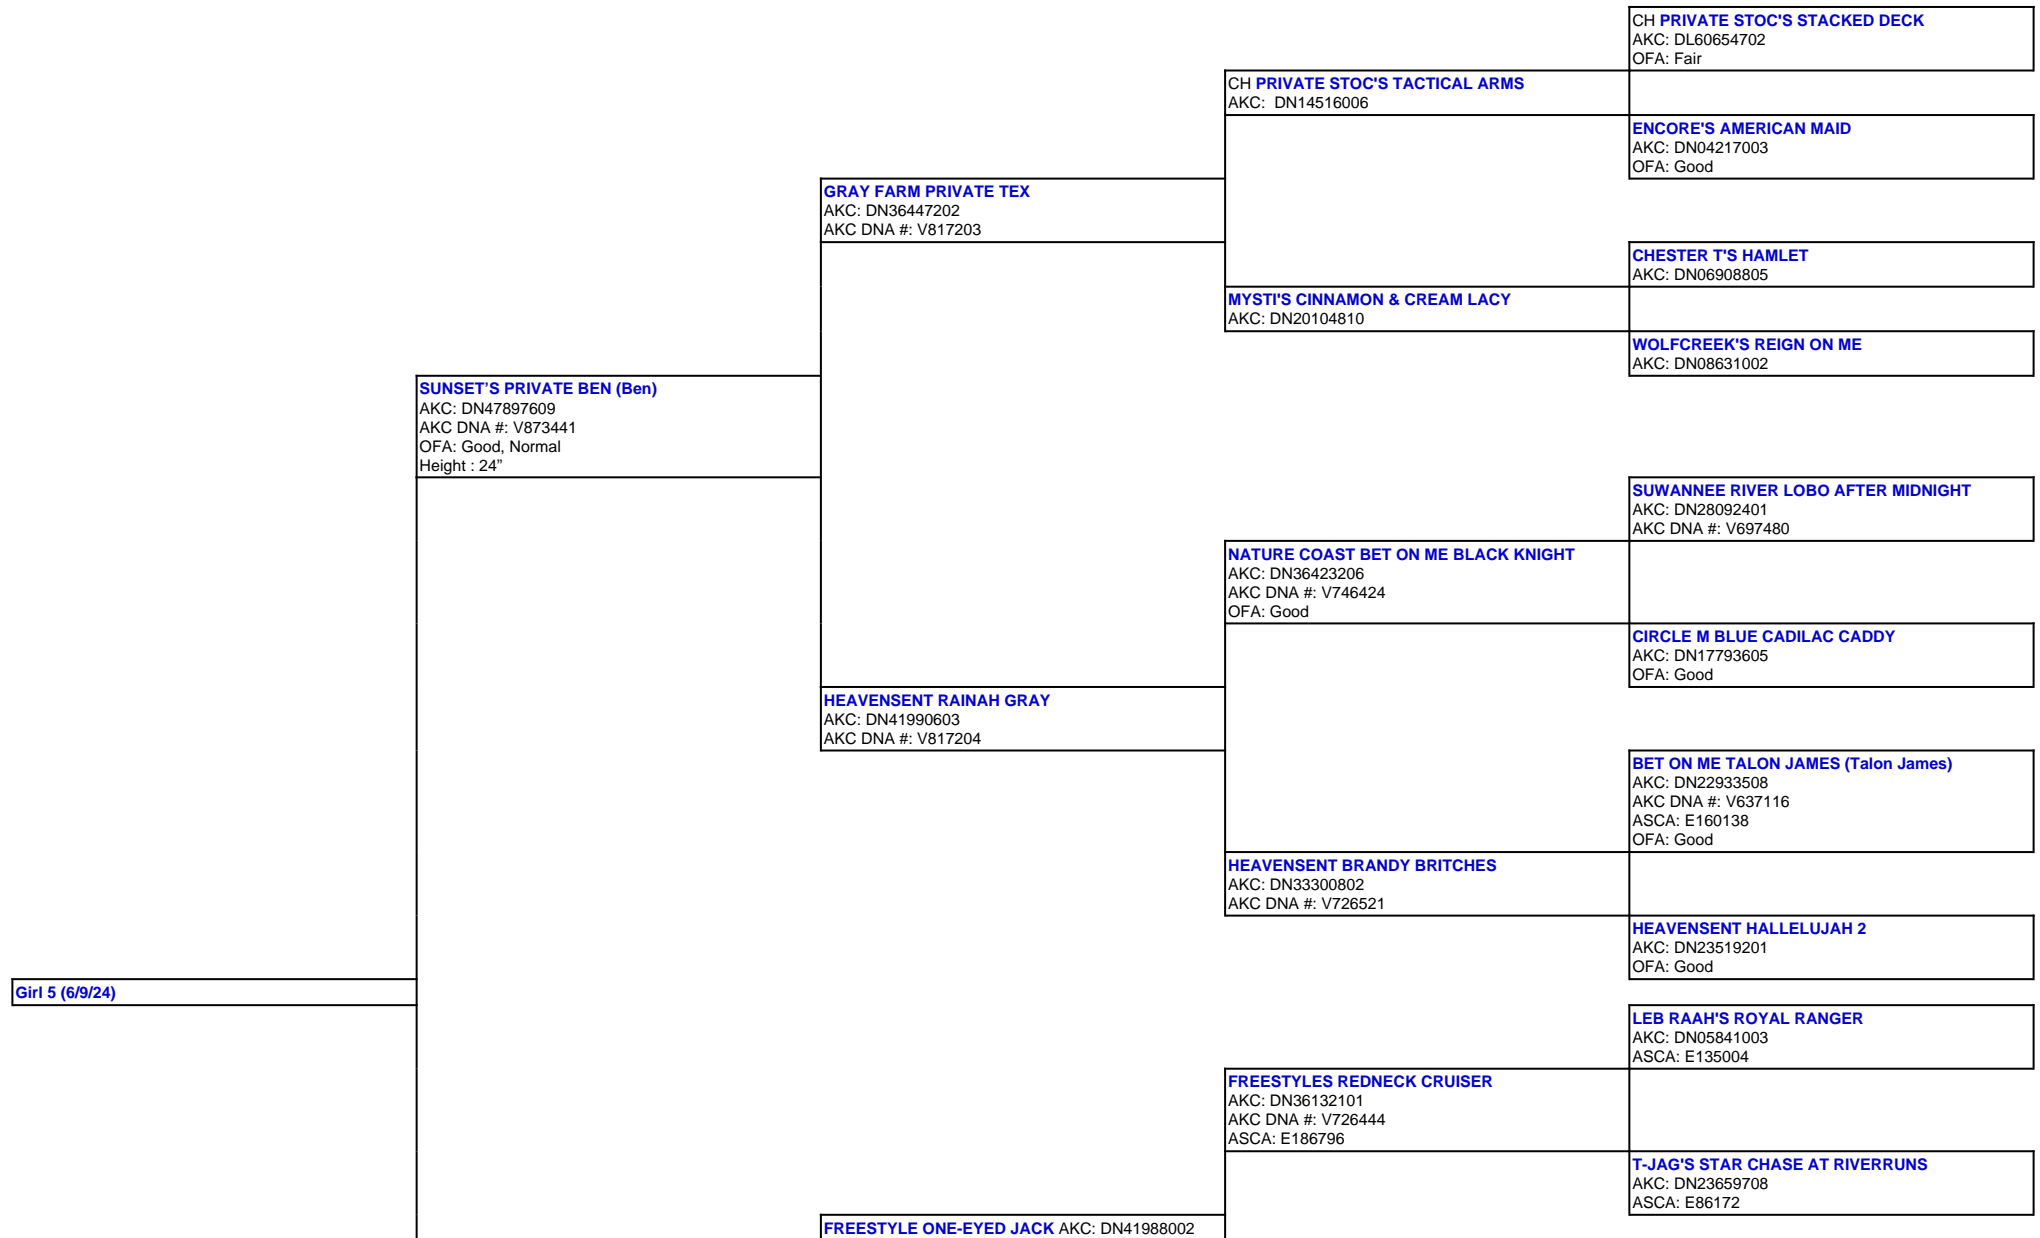 CH PRIVATE STOC'S STACKED DECK
AKC: DL60654702
OFA: Fair
CH PRIVATE STOC'S TACTICAL ARMS
AKC: DN14516006
ENCORE'S AMERICAN MAID
AKC: DN04217003
OFA: Good
GRAY FARM PRIVATE TEX
AKC: DN36447202
AKC DNA #: V817203
CHESTER T'S HAMLET
AKC: DN06908805
MYSTI'S CINNAMON & CREAM LACY
AKC: DN20104810
WOLFCREEK'S REIGN ON ME
AKC: DN08631002
SUNSET’S PRIVATE BEN (Ben)
AKC: DN47897609
AKC DNA #: V873441
OFA: Good, Normal
Height : 24”
SUWANNEE RIVER LOBO AFTER MIDNIGHT
AKC: DN28092401
AKC DNA #: V697480
NATURE COAST BET ON ME BLACK KNIGHT
AKC: DN36423206
AKC DNA #: V746424
OFA: Good
CIRCLE M BLUE CADILAC CADDY
AKC: DN17793605
OFA: Good
HEAVENSENT RAINAH GRAY
AKC: DN41990603
AKC DNA #: V817204
BET ON ME TALON JAMES (Talon James)
AKC: DN22933508
AKC DNA #: V637116
ASCA: E160138
OFA: Good
HEAVENSENT BRANDY BRITCHES
AKC: DN33300802
AKC DNA #: V726521
HEAVENSENT HALLELUJAH 2
AKC: DN23519201
OFA: Good
Girl 5 (6/9/24)
LEB RAAH'S ROYAL RANGER
AKC: DN05841003
ASCA: E135004
FREESTYLES REDNECK CRUISER
AKC: DN36132101
AKC DNA #: V726444
ASCA: E186796
T-JAG'S STAR CHASE AT RIVERRUNS
AKC: DN23659708
ASCA: E86172
FREESTYLE ONE-EYED JACK AKC: DN41988002